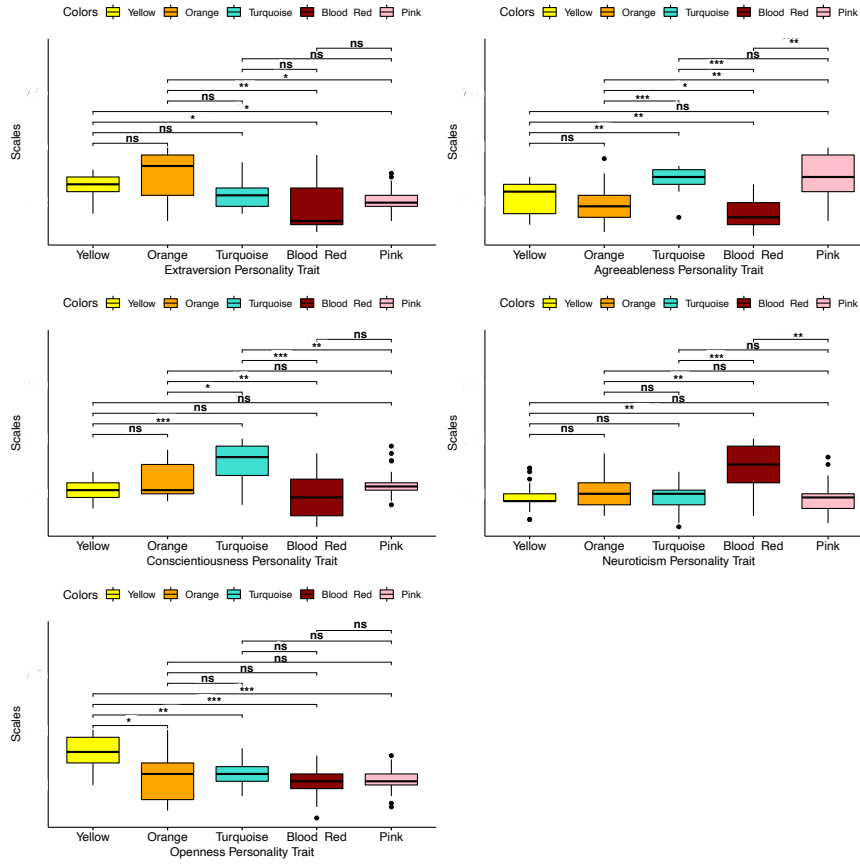 Colors Yellow Orange Turquoise Blood Red Pink
ns
ns
ns
*
**
ns
*
*
ns
ns
Scales
Yellow Orange Turquoise Blood Red Pink
Extraversion Personality Trait
Colors Yellow Orange Turquoise Blood Red Pink
**
ns
***
**
*
***
ns
**
**
ns
Scales
Yellow Orange Turquoise Blood Red Pink
Agreeableness Personality Trait
Colors Yellow Orange Turquoise Blood Red Pink
ns
**
***
ns
**
*
ns
ns
***
ns
Scales
Yellow Orange Turquoise Blood Red Pink
Conscientiousness Personality Trait
Colors Yellow Orange Turquoise Blood Red Pink
**
ns
***
ns
**
ns
ns
**
ns
ns
Scales
Yellow Orange Turquoise Blood Red Pink
Neuroticism Personality Trait
Colors Yellow Orange Turquoise Blood Red Pink
ns
ns
ns
ns
ns
ns
***
***
**
*
Scales
Yellow Orange Turquoise Blood Red Pink
Openness Personality Trait